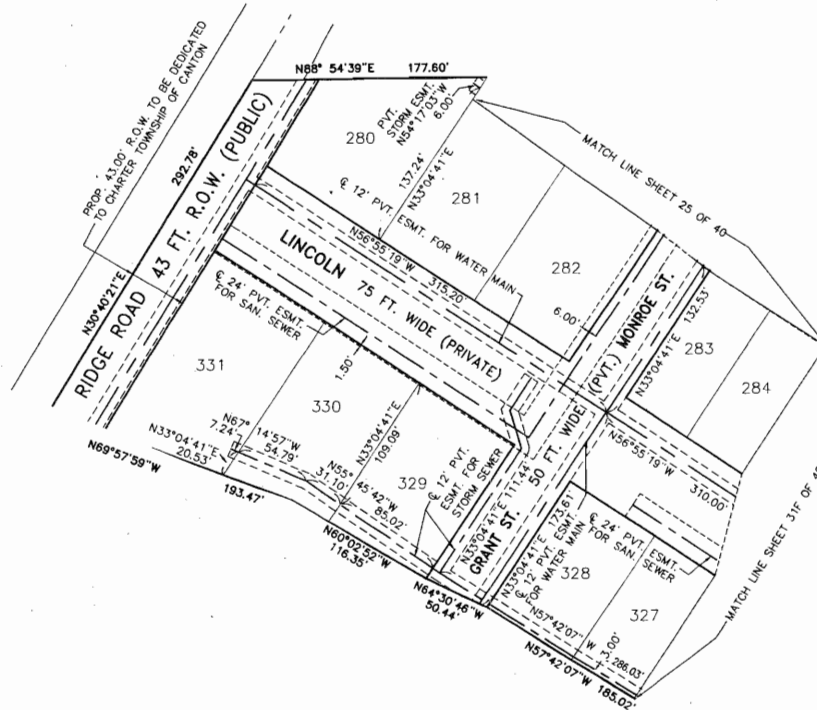 N88° 54'39"E 177.60'
PROP. 43.00' R.O.W. TO BE DEDICATED
TO CHARTER TOWNSHIP OF CANTON
292.78'
N30°40'21"E
RIDGE ROAD 43 FT. R.O.W. (PUBLIC)
280
PVT.
STORM ESMT.
N54°17'03"W
6.00'
137.24'
N33°04'41"E
281
MATCH LINE SHEET 25 OF 40
℄ 12' PVT. ESMT. FOR WATER MAIN
N56°55'19"W 315.20'
LINCOLN 75 FT. WIDE (PRIVATE)
282
6.00'
(PVT.) MONROE ST.
132.53'
N33°04'41"E
283
284
℄ 24' PVT. ESMT.
FOR SAN. SEWER
1.50'
331
330
N33°04'41"E
109.09'
329
N56°55'19"W
310.00'
N33°04'41"E
20.53'
N67° 14'57"W
7.24'
54.79'
31.10'
N55° 45'42"W
85.02'
℄ 12' PVT.
ESMT. FOR
STORM SEWER
N33°04'41"E 111.44'
GRANT ST. 50 FT. WIDE
N33°04'41"E 173.61'
℄ 12' PVT. ESMT.
FOR WATER MAIN
℄ 24' PVT. ESMT.
FOR SAN. SEWER
328
327
N69°57'59"W
193.47'
N60°02'52"W
116.35'
N64°30'46"W
50.44'
N57°42'07" W
3.00'
286.03'
N57°42'07"W 185.02'
MATCH LINE SHEET 31F OF